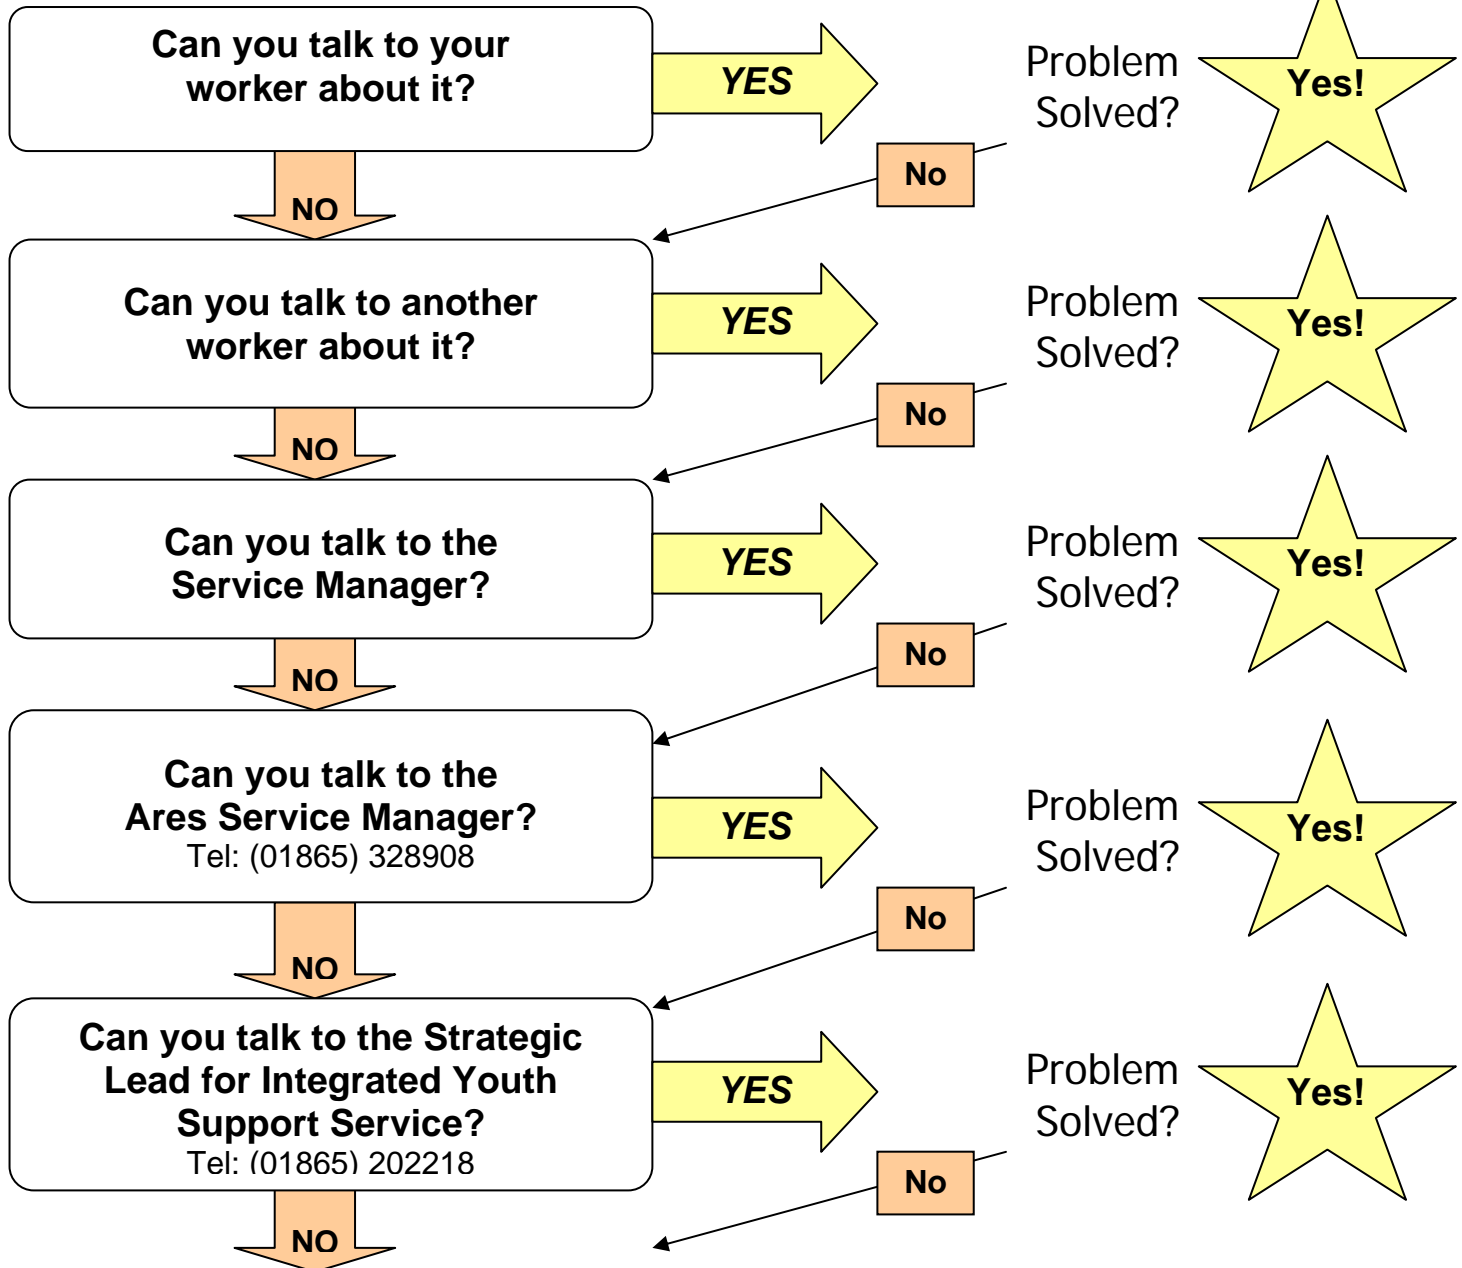 Can you talk to your
worker about it?
YES
Problem
Solved?
Yes!
No
NO
Can you talk to another
worker about it?
YES
Problem
Solved?
Yes!
No
NO
Can you talk to the
Service Manager?
YES
Problem
Solved?
Yes!
No
NO
Can you talk to the
Ares Service Manager?
Tel: (01865) 328908
YES
Problem
Solved?
Yes!
No
NO
Can you talk to the Strategic
Lead for Integrated Youth
Support Service?
Tel: (01865) 202218
YES
Problem
Solved?
Yes!
No
NO